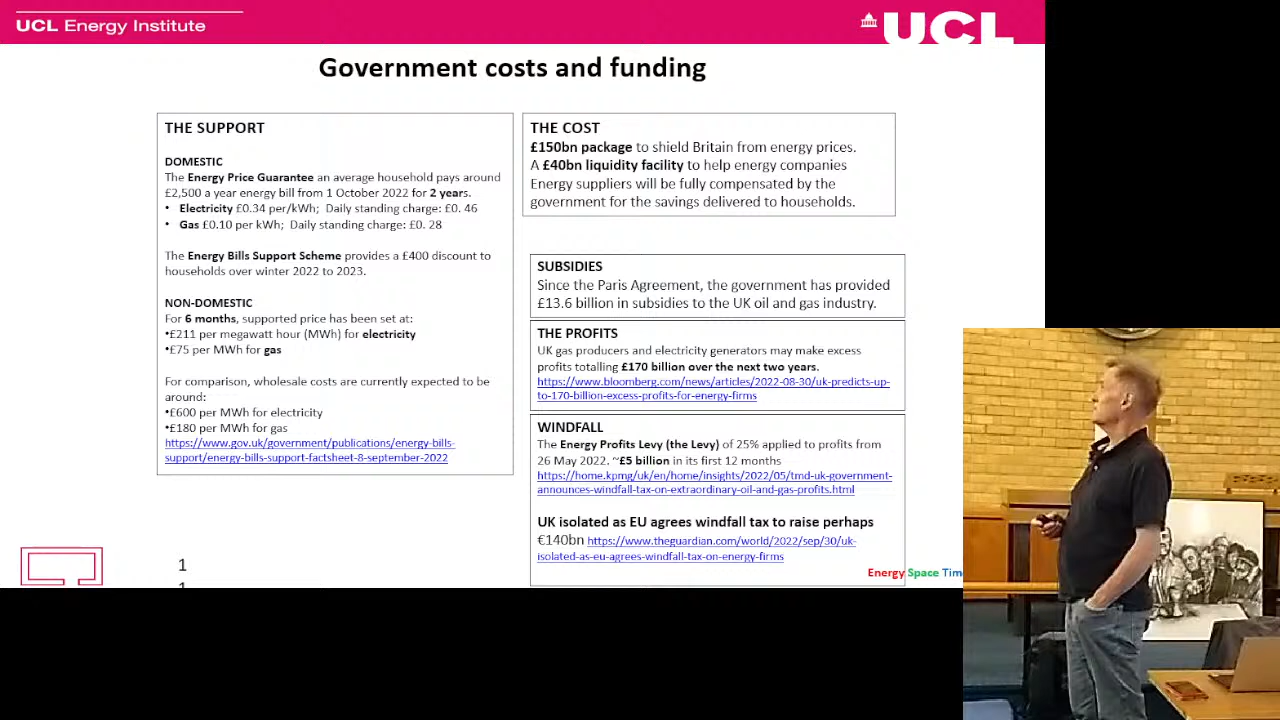 UCL Energy Institute
UCL
Government costs and funding
THE SUPPORT
DOMESTIC
The Energy Price Guarantee an average household pays around
£2,500 a year energy bill from 1 October 2022 for 2 years.
• Electricity £0.34 per/kWh; Daily standing charge: £0. 46
• Gas £0.10 per kWh; Daily standing charge: £0. 28
The Energy Bills Support Scheme provides a £400 discount to
households over winter 2022 to 2023.
NON-DOMESTIC
For 6 months, supported price has been set at:
•£211 per megawatt hour (MWh) for electricity
•£75 per MWh for gas
For comparison, wholesale costs are currently expected to be
around:
•£600 per MWh for electricity
•£180 per MWh for gas
https://www.gov.uk/government/publications/energy-bills-
support/energy-bills-support-factsheet-8-september-2022
THE COST
£150bn package to shield Britain from energy prices.
A £40bn liquidity facility to help energy companies
Energy suppliers will be fully compensated by the
government for the savings delivered to households.
SUBSIDIES
Since the Paris Agreement, the government has provided
£13.6 billion in subsidies to the UK oil and gas industry.
THE PROFITS
UK gas producers and electricity generators may make excess
profits totalling £170 billion over the next two years.
https://www.bloomberg.com/news/articles/2022-08-30/uk-predicts-up-
to-170-billion-excess-profits-for-energy-firms
WINDFALL
The Energy Profits Levy (the Levy) of 25% applied to profits from
26 May 2022. ~£5 billion in its first 12 months
https://home.kpmg/uk/en/home/insights/2022/05/tmd-uk-government-
announces-windfall-tax-on-extraordinary-oil-and-gas-profits.html
UK isolated as EU agrees windfall tax to raise perhaps
€140bn https://www.theguardian.com/world/2022/sep/30/uk-
isolated-as-eu-agrees-windfall-tax-on-energy-firms
Energy Space Time
1
1